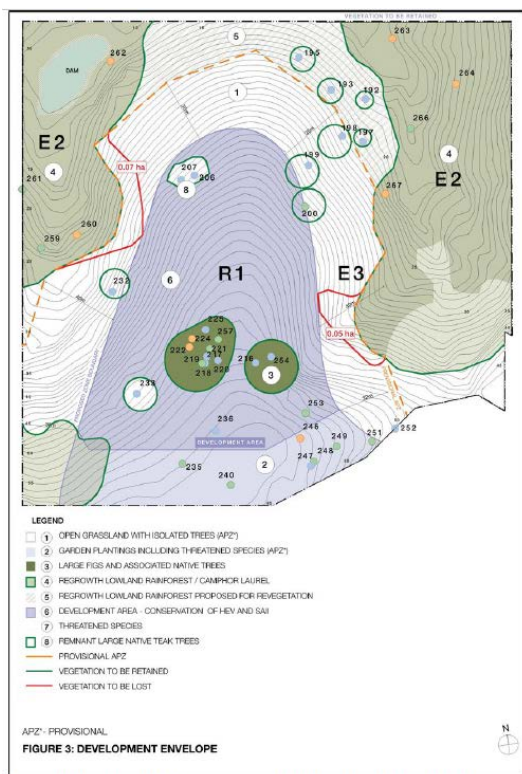 VEGETATION TO BE RETAINED
262
5
195
263
DAM
193
192
264
1
E2
198
197
266
4
0.07 ha
207
206
199
4
261
8
267
E2
200
260
259
R1
E3
232
6
225
0.05 ha
224
257
222
221
217
219
216
254
218
220
3
233
253
236
252
DEVELOPMENT AREA
246
249
251
235
2
247
248
240
LEGEND
1 OPEN GRASSLAND WITH ISOLATED TREES (APZ*)
2 GARDEN PLANTINGS INCLUDING THREATENED SPECIES (APZ*)
3 LARGE FIGS AND ASSOCIATED NATIVE TREES
4 REGROWTH LOWLAND RAINFOREST / CAMPHOR LAUREL
5 REGROWTH LOWLAND RAINFOREST PROPOSED FOR REVEGETATION
6 DEVELOPMENT AREA - CONSERVATION OF HEV AND SAII
7 THREATENED SPECIES
8 REMNANT LARGE NATIVE TEAK TREES
PROVISIONAL APZ
VEGETATION TO BE RETAINED
VEGETATION TO BE LOST
APZ*- PROVISIONAL
N
FIGURE 3: DEVELOPMENT ENVELOPE